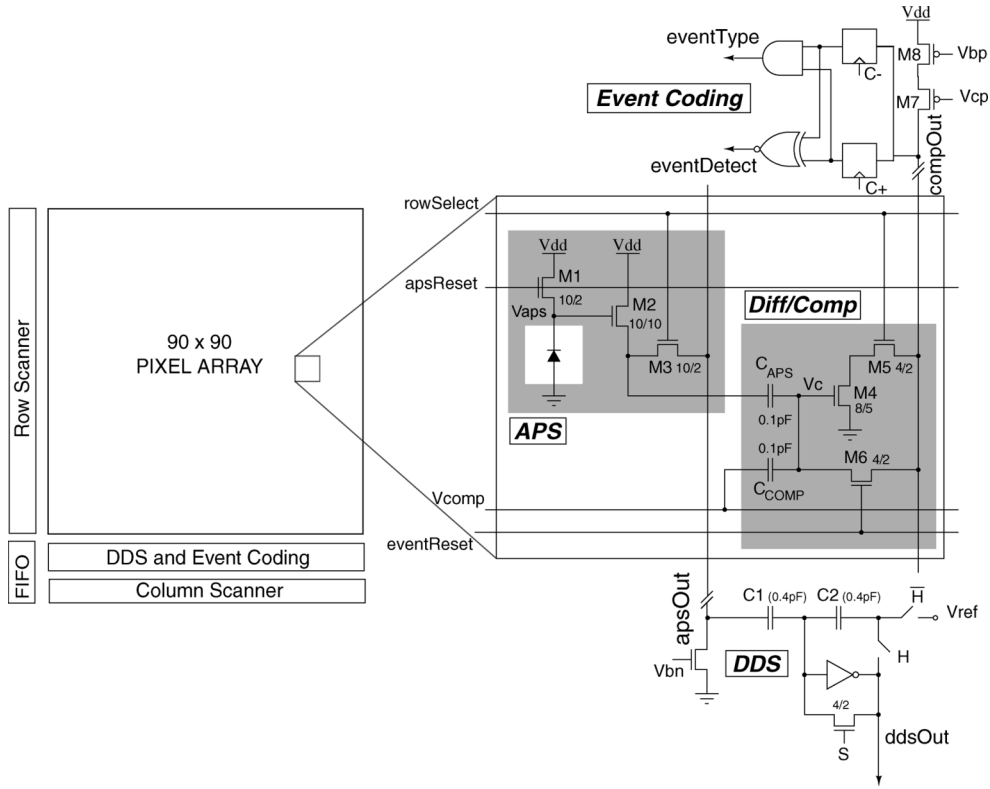 Vdd
eventType
M8
Vbp
C-
Event Coding
M7
Vcp
compOut
eventDetect
C+
rowSelect
Vdd
Vdd
M1
apsReset
10/2
M2
Diff/Comp
Vaps
10/10
Row Scanner
90 x 90
PIXEL ARRAY
M3 10/2
M5 4/2
CAPS
Vc
M4
8/5
0.1pF
APS
0.1pF
M6 4/2
CCOMP
Vcomp
eventReset
FIFO
DDS and Event Coding
Column Scanner
apsOut
C1 (0.4pF)
C2 (0.4pF)
H̅
Vref
Vbn
DDS
H
4/2
S
ddsOut